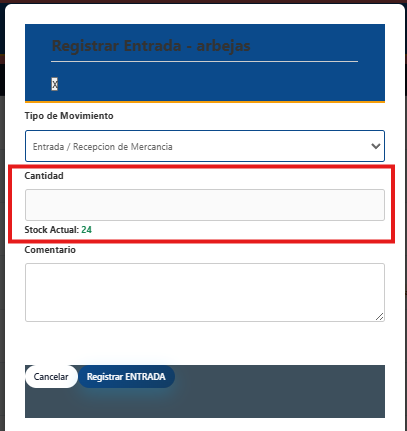 Registrar Entrada - arbejas
X
Tipo de Movimiento
Entrada / Recepcion de Mercancia
Cantidad
Stock Actual: 24
Comentario
Cancelar Registrar ENTRADA